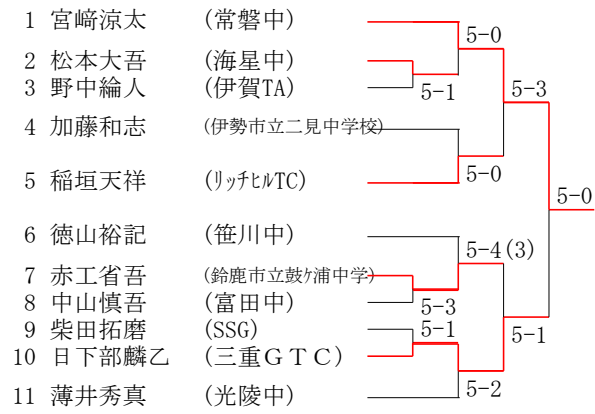 1 宮﨑涼太 (常磐中)
5-0
2 松本大吾 (海星中)
3 野中綸人 (伊賀TA)
5-1
5-3
4 加藤和志 (伊勢市立二見中学校)
5 稲垣天祥 (ﾘｯﾁﾋﾙTC)
5-0
5-0
6 徳山裕記 (笹川中)
5-4(3)
7 赤工省吾 (鈴鹿市立鼓ｹ浦中学)
8 中山慎吾 (富田中)
5-3
9 柴田拓磨 (SSG)
5-1
5-1
10 日下部麟乙 (三重ＧＴＣ)
11 薄井秀真 (光陵中)
5-2